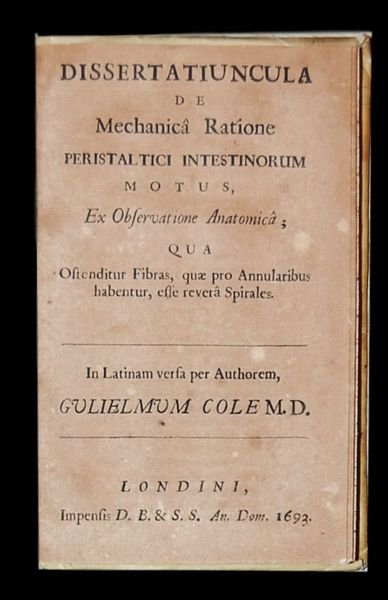 DISSERTATIUNCULA
DE
Mechanicâ Ratione
PERISTALTICI INTESTINORUM
MOTUS,
Ex Obſervatione Anatomicâ;
QUA
Oſtenditur Fibras, quæ pro Annularibus
habentur, eſſe reverâ Spirales.
In Latinam verſa per Authorem,
GVLIELMVM COLE M.D.
LONDINI,
Impenſis D. B. & S. S. An. Dom. 1693.